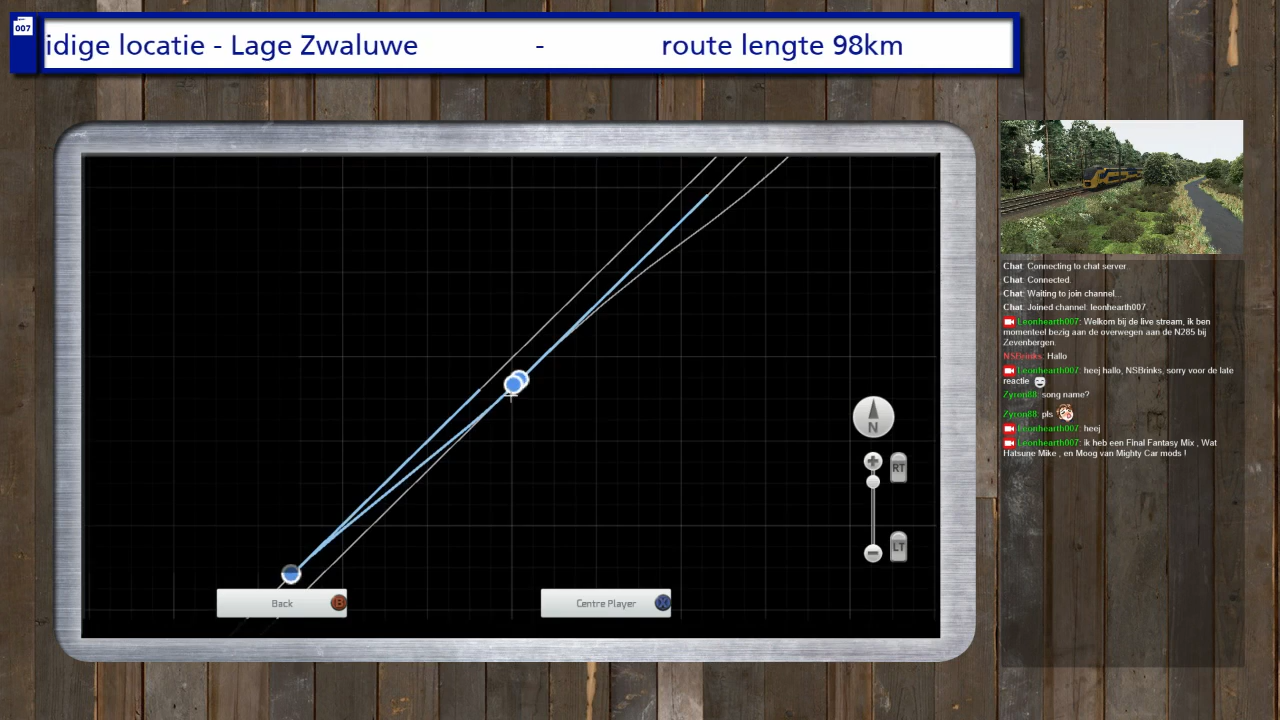 007
idige locatie - Lage Zwaluwe - route lengte 98km
N
RT
LT
Back B
Centre Player X
Chat: Connecting to chat server.
Chat: Connected.
Chat: Waiting to join channel...
Chat: Joined channel: leonhearth007.
Leonhearth007: Welkom bij de live stream, ik ben
momenteel bezig aan de overwegen aan de N285 bij
Zevenbergen.
NSBrinks: Hallo
Leonhearth007: heej hallo, NSBrinks, sorry voor de late
reactie
Zyron88: song name?
Zyron88: pls
Leonhearth007: heej
Leonhearth007: ik heb een Final Fantasy Mix , Wat
Hatsune Mike , en Moog van Mighty Car mods !